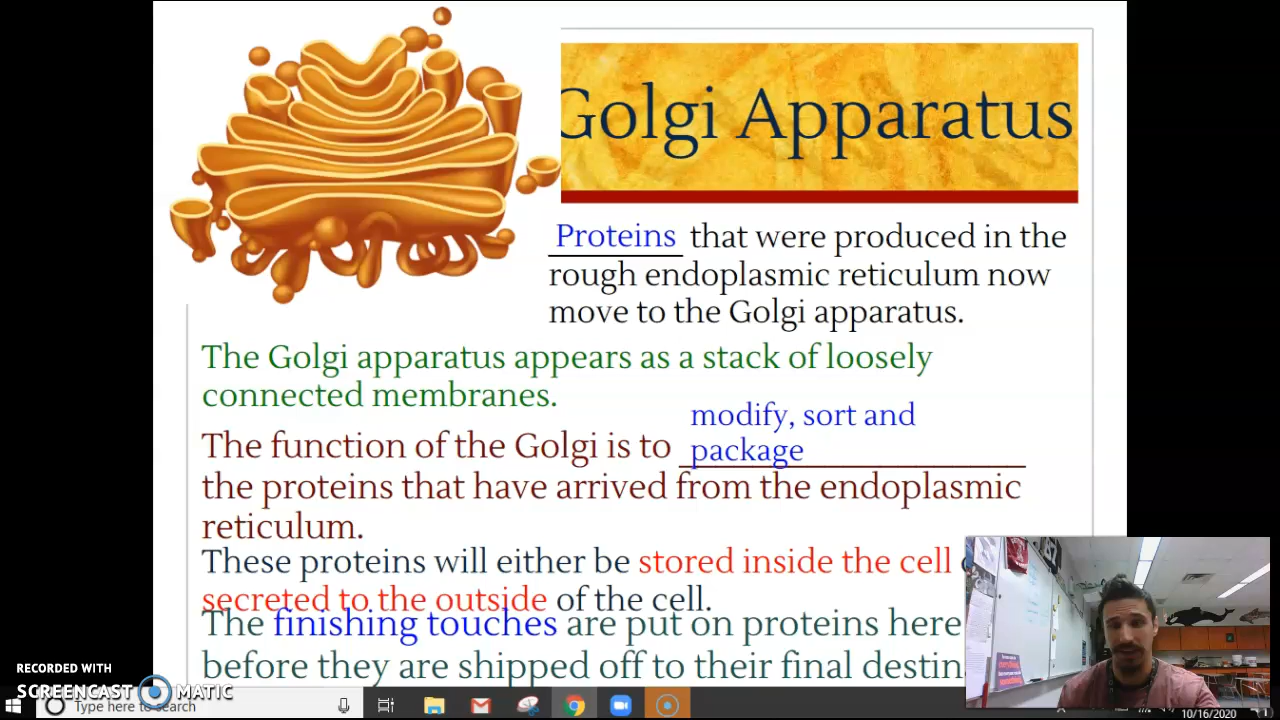 Golgi Apparatus
Proteins that were produced in the
rough endoplasmic reticulum now
move to the Golgi apparatus.
The Golgi apparatus appears as a stack of loosely
connected membranes.
modify, sort and
The function of the Golgi is to package
the proteins that have arrived from the endoplasmic
reticulum.
These proteins will either be stored inside the cell
secreted to the outside of the cell.
The finishing touches are put on proteins here
before they are shipped off to their final destin
RECORDED WITH
SCREENCAST MATIC
Type here to search
10/16/2020